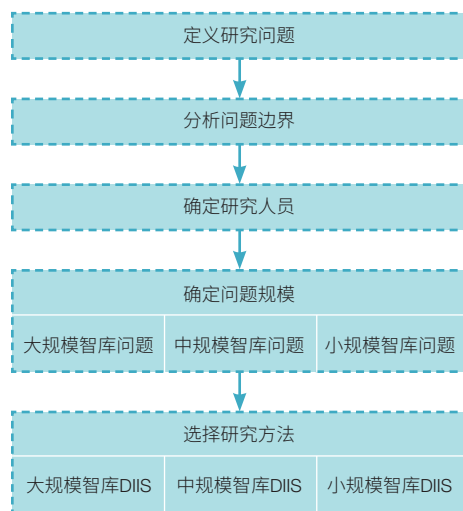 定义研究问题
分析问题边界
确定研究人员
确定问题规模
大规模智库问题 中规模智库问题 小规模智库问题
选择研究方法
大规模智库DIIS 中规模智库DIIS 小规模智库DIIS